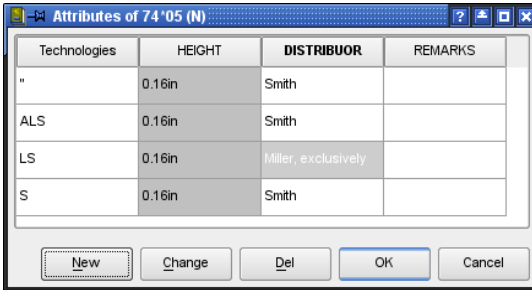 Attributes of 74*05 (N)
Technologies HEIGHT DISTRIBUOR REMARKS
" 0.16in Smith
ALS 0.16in Smith
LS 0.16in Miller, exclusively
S 0.16in Smith
New Change Del OK Cancel